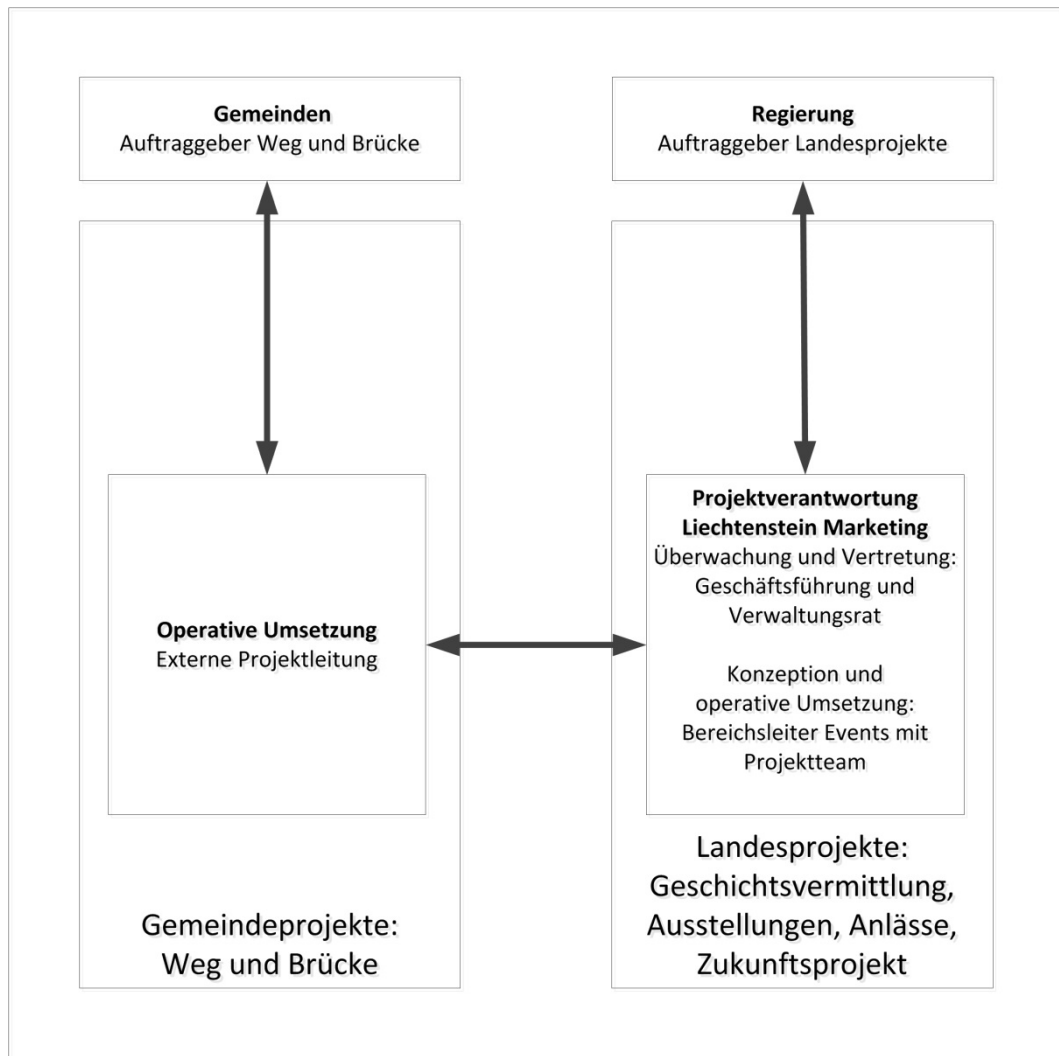 Gemeinden
Auftraggeber Weg und Brücke
Regierung
Auftraggeber Landesprojekte
Operative Umsetzung
Externe Projektleitung
Projektverantwortung
Liechtenstein Marketing
Überwachung und Vertretung:
Geschäftsführung und
Verwaltungsrat
Konzeption und
operative Umsetzung:
Bereichsleiter Events mit
Projektteam
Gemeindeprojekte:
Weg und Brücke
Landesprojekte:
Geschichtsvermittlung,
Ausstellungen, Anlässe,
Zukunftsprojekt